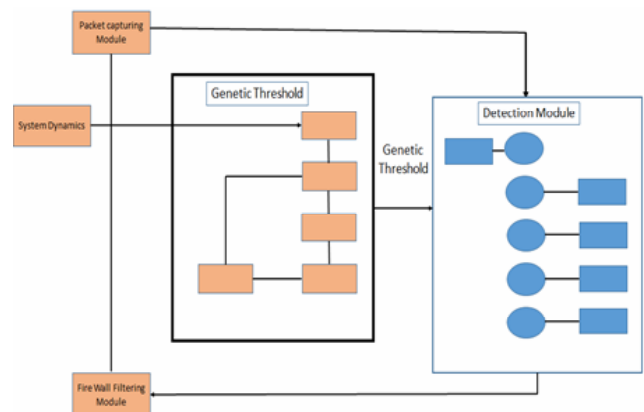 Packet capturing
Module
Genetic Threshold
Detection Module
System Dynamics
Genetic
Threshold
Fire Wall Filtering
Module